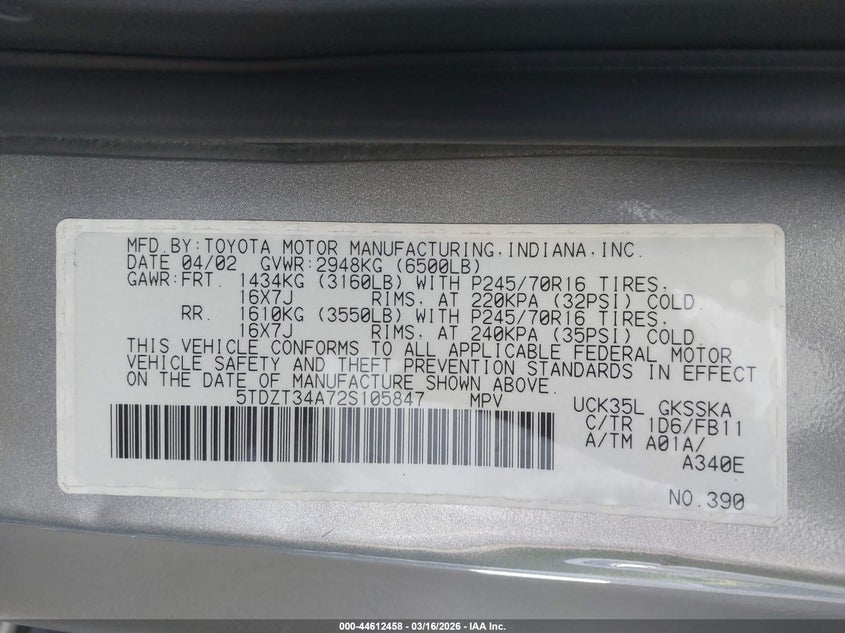 MFD.BY:TOYOTA MOTOR MANUFACTURING,INDIANA,INC.
DATE 04/02 GVWR:2948KG (6500LB)
GAWR:FRT. 1434KG (3160LB) WITH P245/70R16 TIRES,
16X7J RIMS, AT 220KPA (32PSI) COLD.
RR. 1610KG (3550LB) WITH P245/70R16 TIRES,
16X7J RIMS, AT 240KPA (35PSI) COLD.
THIS VEHICLE CONFORMS TO ALL APPLICABLE FEDERAL MOTOR
VEHICLE SAFETY AND THEFT PREVENTION STANDARDS IN EFFECT
ON THE DATE OF MANUFACTURE SHOWN ABOVE.
5TDZT34A72S105847 MPV
UCK35L GKSSKA
C/TR 1D6/FB11
A/TM A01A/
A340E
NO.390
000-44612458 - 03/16/2026 - IAA Inc.